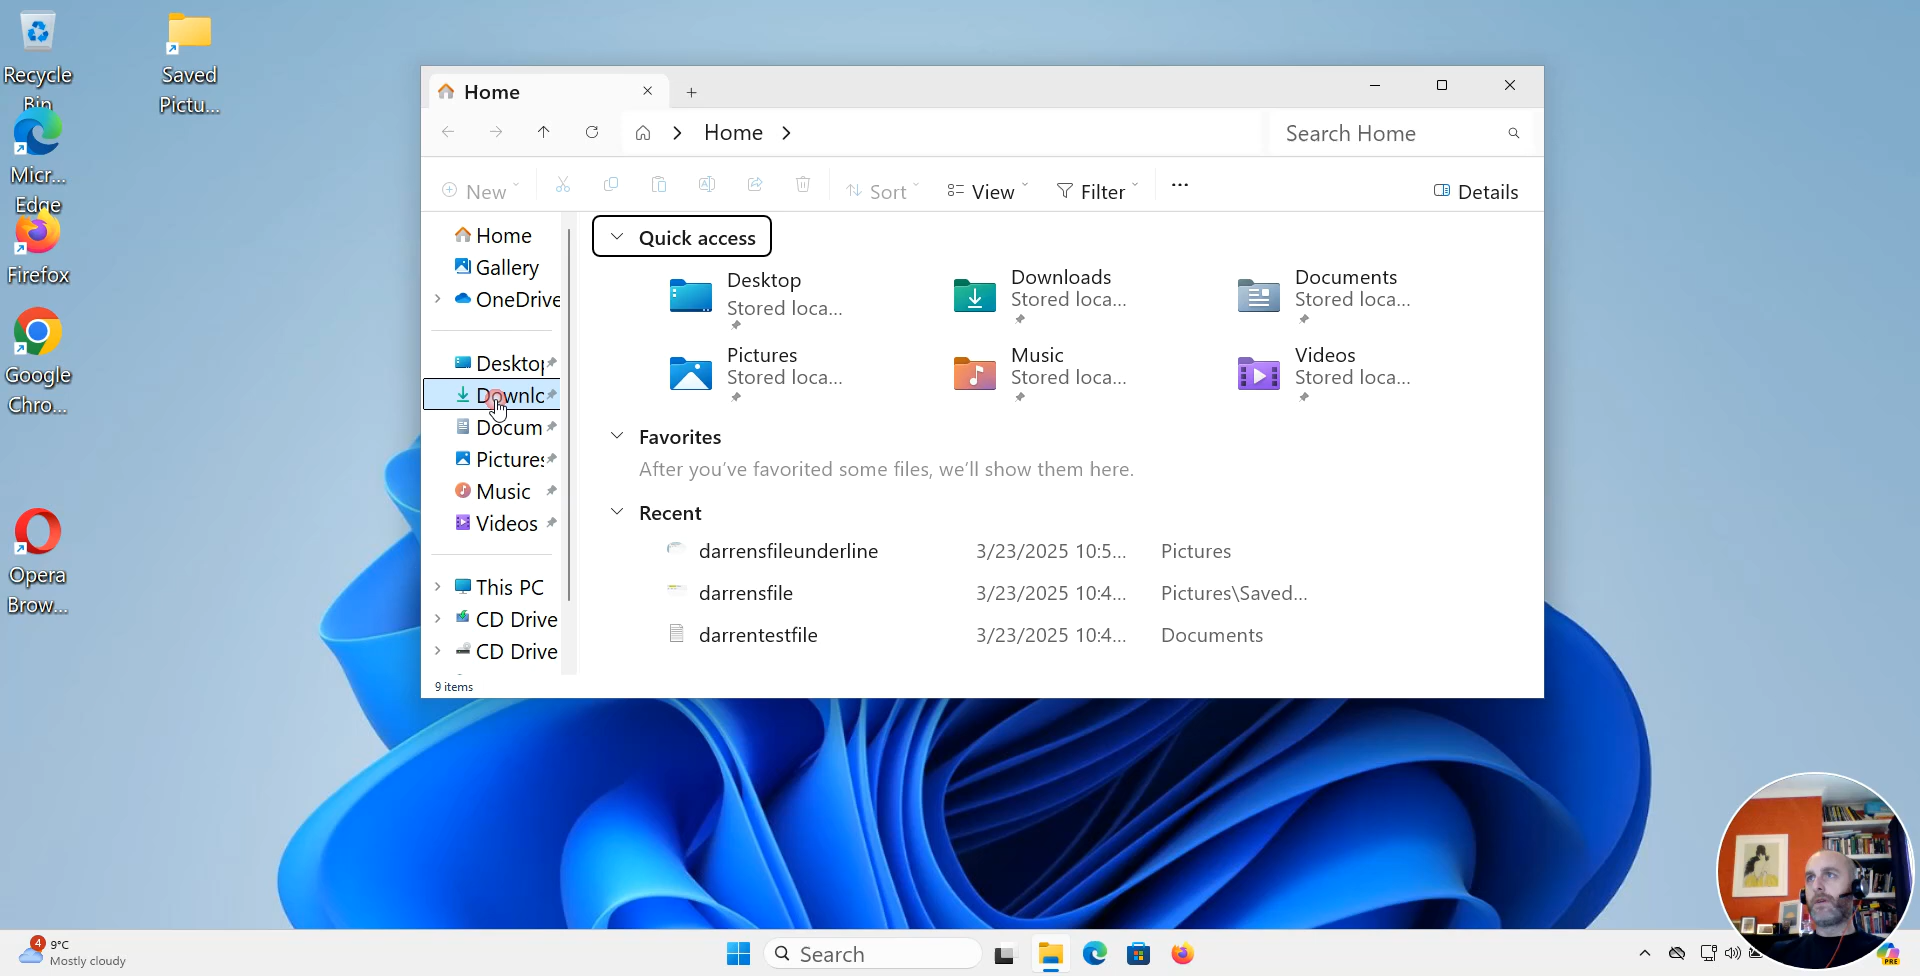 Recycle
Bin
Saved
Pictu...
Micr...
Edge
Firefox
Google
Chro...
Opera
Brow...
Home
Home
Search Home
New
Sort
View
Filter
Details
Home
Gallery
OneDrive
Desktop
Downlo
Docum
Pictures
Music
Videos
This PC
CD Drive
CD Drive
Quick access
Desktop
Stored loca...
Downloads
Stored loca...
Documents
Stored loca...
Pictures
Stored loca...
Music
Stored loca...
Videos
Stored loca...
Favorites
After you've favorited some files, we'll show them here.
Recent
darrensfileunderline 3/23/2025 10:5... Pictures
darrensfile 3/23/2025 10:4... Pictures\Saved...
darrentestfile 3/23/2025 10:4... Documents
9 items
4
9°C
Mostly cloudy
Search
PRE